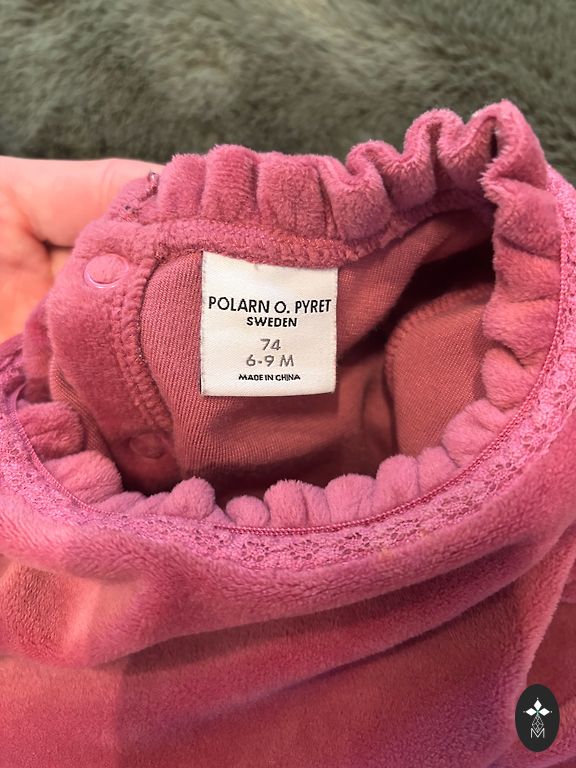 POLARN O. PYRET
SWEDEN
74
6-9 M
MADE IN CHINA
M